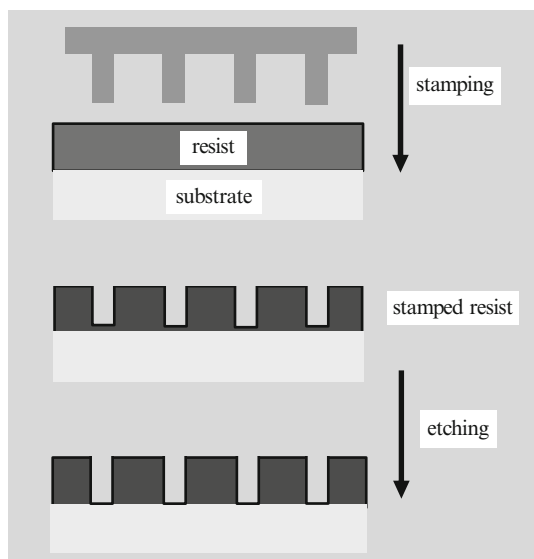 stamping
resist
substrate
stamped resist
etching